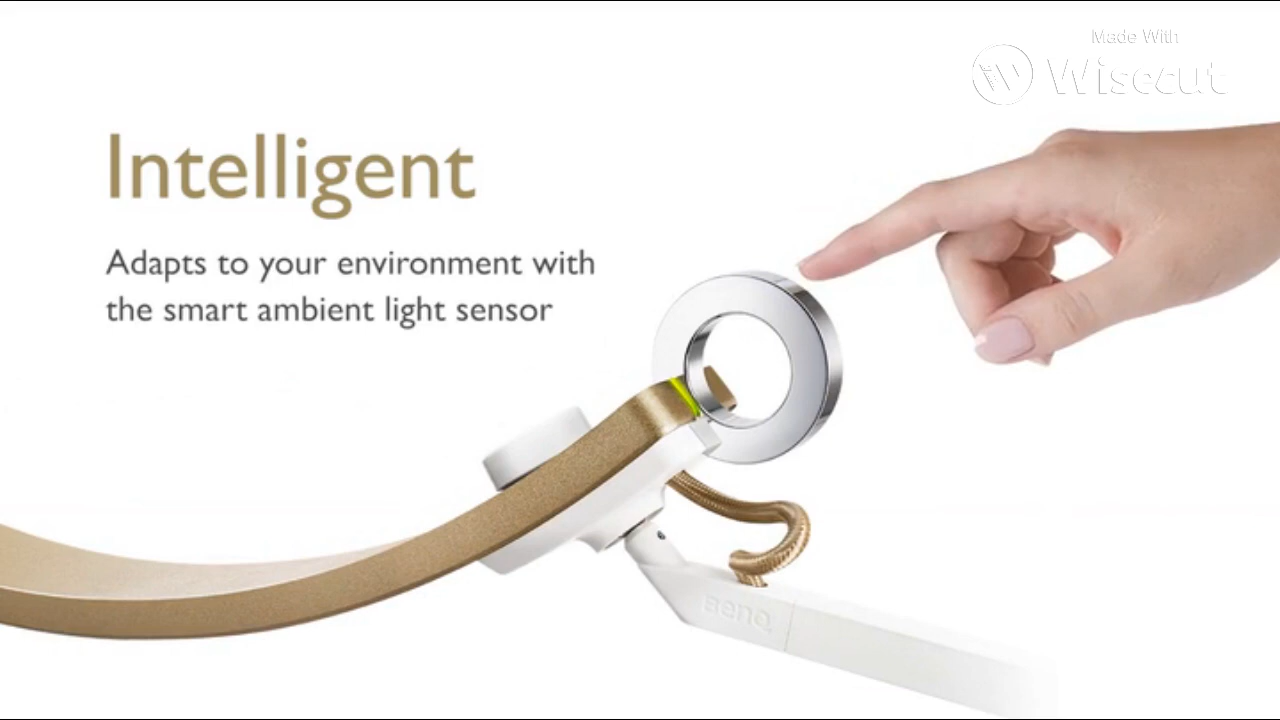 Made With
Wisecut
Intelligent
Adapts to your environment with
the smart ambient light sensor
BenQ